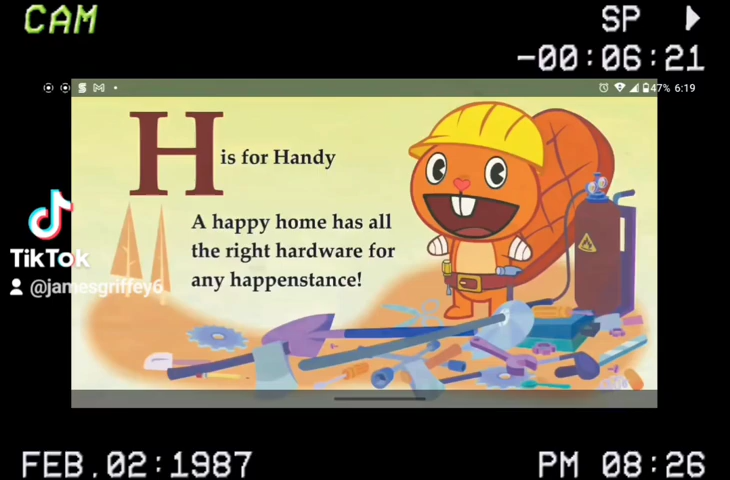 CAM
SP
-00:06:21
47% 6:19
H is for Handy
A happy home has all
the right hardware for
any happenstance!
TikTok
@jamesgriffey6
FEB.02:1987
PM 08:26